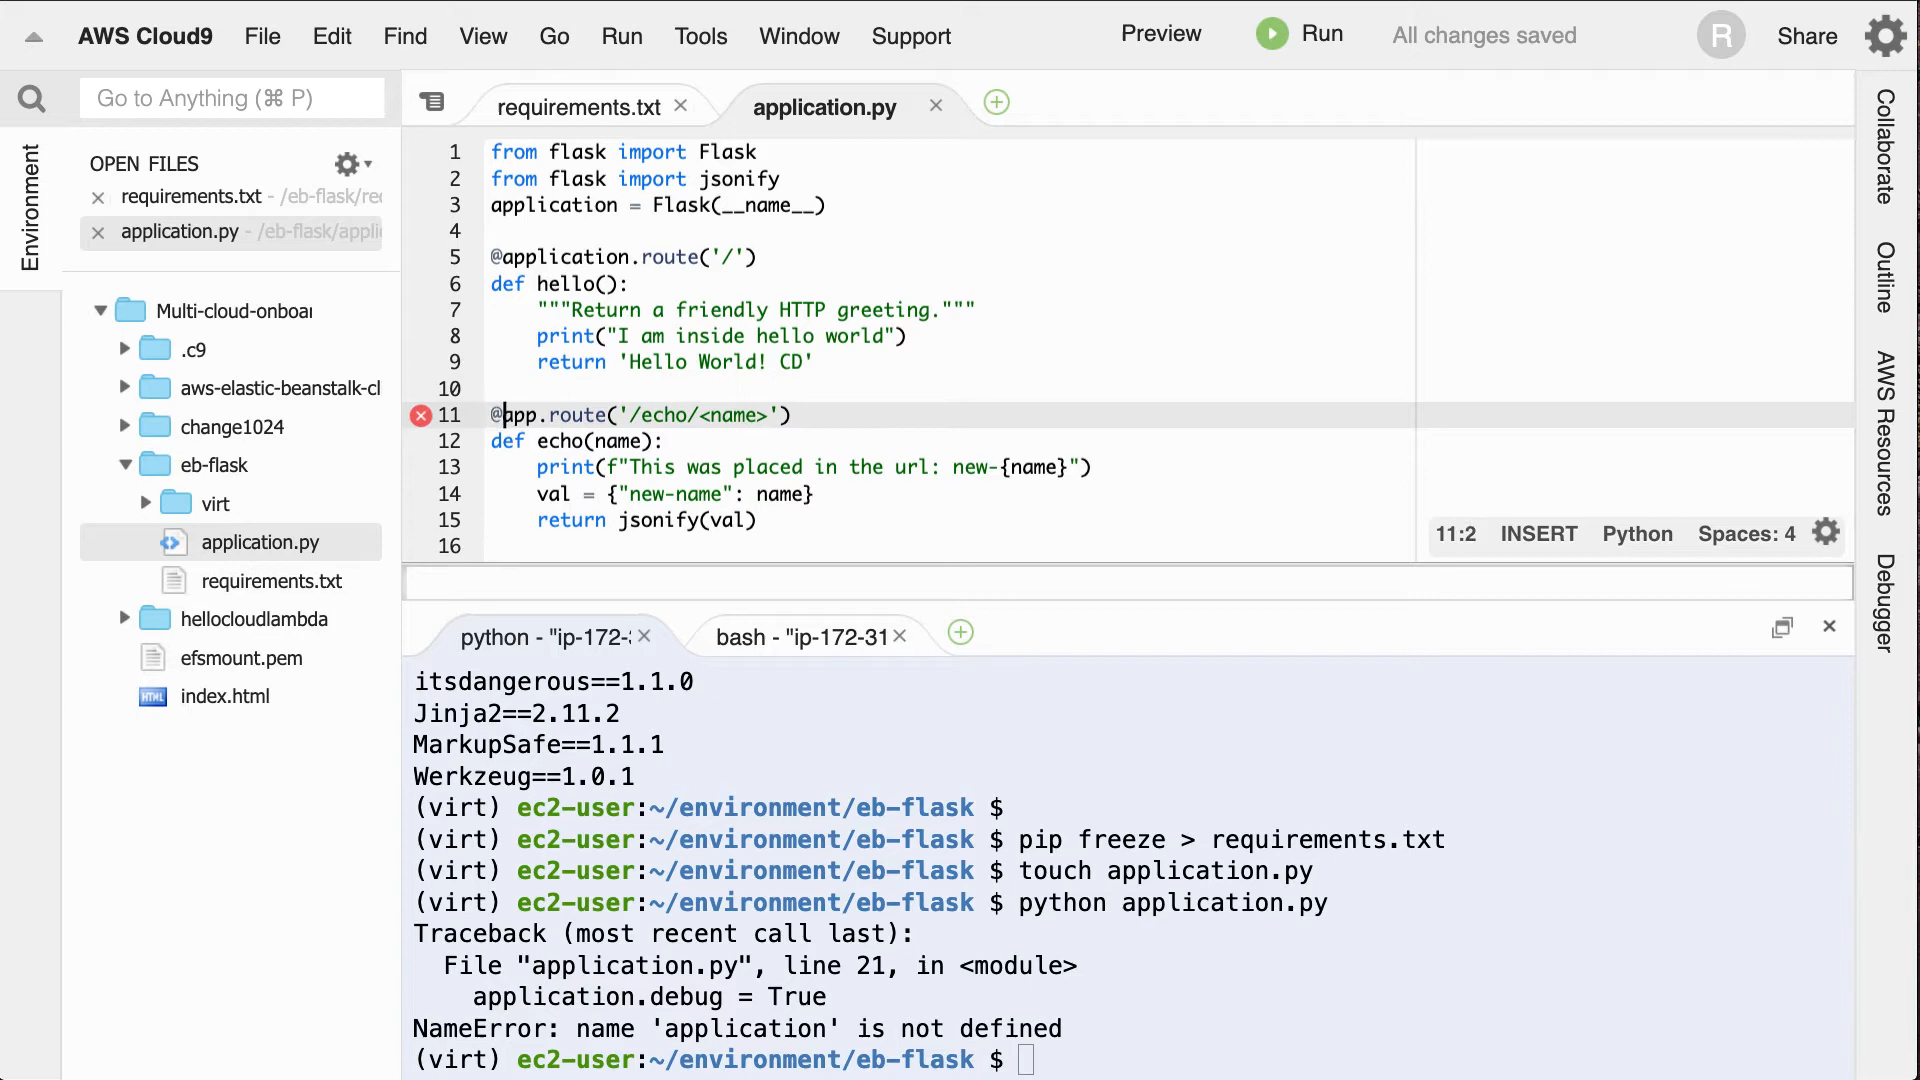 AWS Cloud9 File Edit Find View Go Run Tools Window Support Preview Run All changes saved R Share
Go to Anything (⌘ P)
Environment
OPEN FILES
requirements.txt - /eb-flask/re
application.py - /eb-flask/appli
Multi-cloud-onboar
.c9
aws-elastic-beanstalk-cl
change1024
eb-flask
virt
application.py
requirements.txt
hellocloudlambda
efsmount.pem
HTML index.html
requirements.txt application.py
1 from flask import Flask
2 from flask import jsonify
3 application = Flask(__name__)
4
5 @application.route('/')
6 def hello():
7 """Return a friendly HTTP greeting."""
8 print("I am inside hello world")
9 return 'Hello World! CD'
10
11 @app.route('/echo/<name>')
12 def echo(name):
13 print(f"This was placed in the url: new-{name}")
14 val = {"new-name": name}
15 return jsonify(val)
16
11:2 INSERT Python Spaces: 4
python - "ip-172-3 bash - "ip-172-31
itsdangerous==1.1.0
Jinja2==2.11.2
MarkupSafe==1.1.1
Werkzeug==1.0.1
(virt) ec2-user:~/environment/eb-flask $
(virt) ec2-user:~/environment/eb-flask $ pip freeze > requirements.txt
(virt) ec2-user:~/environment/eb-flask $ touch application.py
(virt) ec2-user:~/environment/eb-flask $ python application.py
Traceback (most recent call last):
File "application.py", line 21, in <module>
application.debug = True
NameError: name 'application' is not defined
(virt) ec2-user:~/environment/eb-flask $
Collaborate
Outline
AWS Resources
Debugger